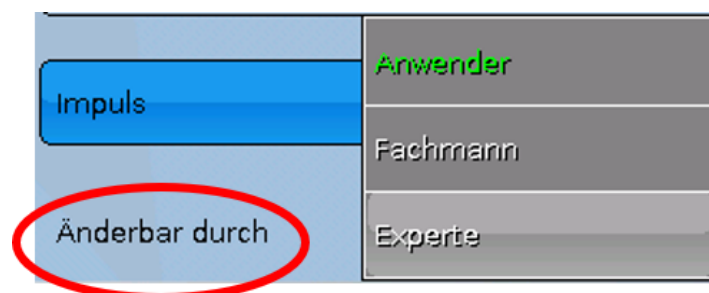 Anwender
Impuls
Fachmann
Änderbar durch
Experte